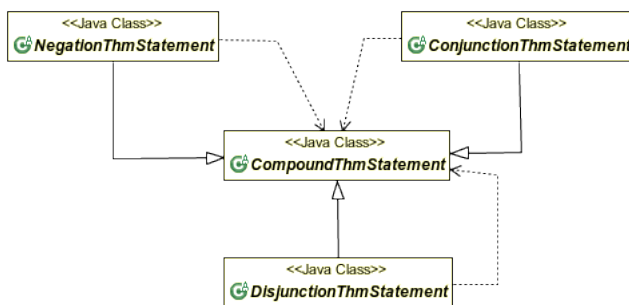 <<Java Class>>
NegationThmStatement
<<Java Class>>
ConjunctionThmStatement
<<Java Class>>
CompoundThmStatement
<<Java Class>>
DisjunctionThmStatement